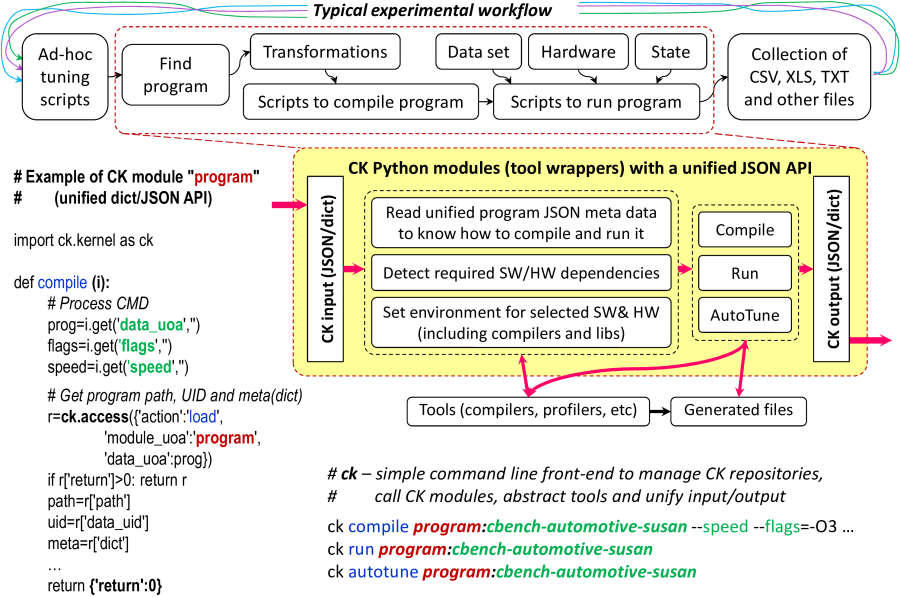 Typical experimental workflow
Ad-hoc
tuning
scripts
Find
program
Transformations
Data set
Hardware
State
Scripts to compile program
Scripts to run program
Collection of
CSV, XLS, TXT
and other files
# Example of CK module "program"
# (unified dict/JSON API)
import ck.kernel as ck
def compile (i):
# Process CMD
prog=i.get('data_uoa','')
flags=i.get('flags','')
speed=i.get('speed','')
# Get program path, UID and meta(dict)
r=ck.access({'action':'load',
'module_uoa':'program',
'data_uoa':prog})
if r['return']>0: return r
path=r['path']
uid=r['data_uid']
meta=r['dict']
…
return {'return':0}
CK Python modules (tool wrappers) with a unified JSON API
CK input (JSON/dict)
Read unified program JSON meta data
to know how to compile and run it
Detect required SW/HW dependencies
Set environment for selected SW& HW
(including compilers and libs)
Compile
Run
AutoTune
CK output (JSON/dict)
Tools (compilers, profilers, etc)
Generated files
# ck – simple command line front-end to manage CK repositories,
# call CK modules, abstract tools and unify input/output
ck compile program:cbench-automotive-susan --speed --flags=-O3 …
ck run program:cbench-automotive-susan
ck autotune program:cbench-automotive-susan